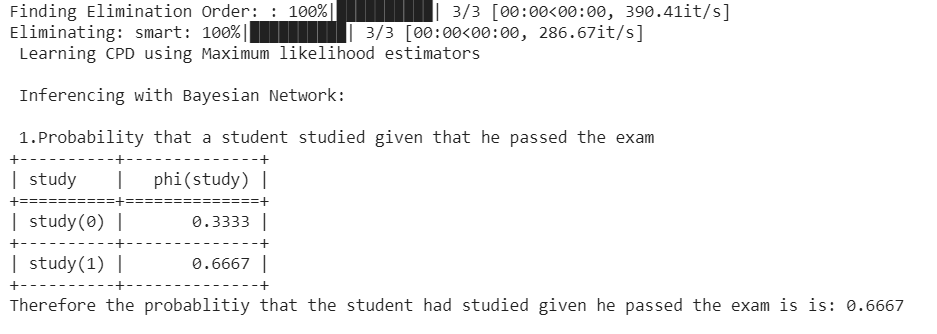 Finding Elimination Order: : 100%|██████████| 3/3 [00:00<00:00, 390.41it/s]
Eliminating: smart: 100%|██████████| 3/3 [00:00<00:00, 286.67it/s]
 Learning CPD using Maximum likelihood estimators
 Inferencing with Bayesian Network:
 1.Probability that a student studied given that he passed the exam
+----------+--------------+
| study    |   phi(study) |
+==========+==============+
| study(0) |       0.3333 |
+----------+--------------+
| study(1) |       0.6667 |
+----------+--------------+
Therefore the probablitiy that the student had studied given he passed the exam is is: 0.6667